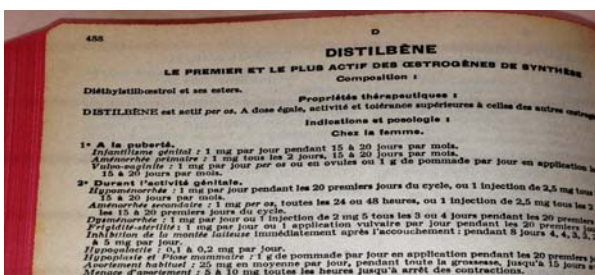 488
D
DISTILBÈNE
LE PREMIER ET LE PLUS ACTIF DES ŒSTROGÈNES DE SYNTHÈSE
Composition :
Diéthylstilbœstrol et ses esters.
Propriétés thérapeutiques :
DISTILBÈNE est actif per os. A dose égale, activité et tolérance supérieures à celles des autres
Indications et posologie :
Chez la femme.
1° A la puberté.
Infantilisme génital : 1 mg par jour pendant 15 à 20 jours par mois.
Aménorrhée primaire : 1 mg tous les 2 jours, 15 à 20 jours par mois.
Vulvo-vaginite : 1 mg par jour per os ou en ovules ou 1 g de pommade par jour en application
15 à 20 jours par mois.
2° Durant l'activité génitale.
Hypoménorrhée : 1 mg par jour pendant les 20 premiers jours du cycle, ou 1 injection de 2,5 mg tous
15 à 20 jours par mois.
Aménorrhée secondaire : 1 mg per os, toutes les 24 ou 48 heures, ou 1 injection de 2,5 mg tous les 2
les 15 à 20 premiers jours du cycle.
Dysménorrhée : 1 mg par jour ou 1 injection de 2 mg 5 tous les 3 ou 4 jours pendant les 20 premiers
Frigidité-stérilité : 1 mg par jour ou 1 application vulvaire par jour pendant les 20 premiers
Inhibition de la montée laiteuse immédiatement après l'accouchement : pendant 8 jours 4, 4, 3, 3,
à 5 mg par jour.
Hypogalactie : 0,1 à 0,2 mg par jour.
Hypoplasie et Ptose mammaire : 1 g de pommade par jour en application pendant les 20 premiers
Avortement habituel : 25 mg en moyenne par jour, pendant toute la grossesse, jusqu'à 15 jours
Menace d'avortement : 5 à 10 mg toutes les heures jusqu'à arrêt des contractions.